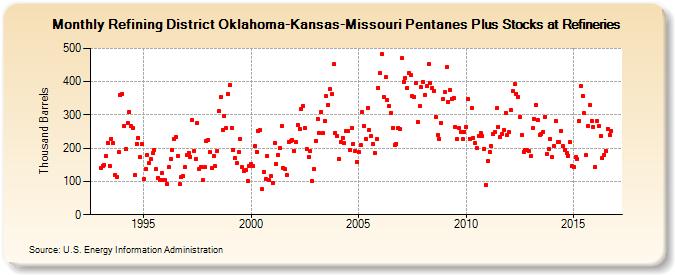 Monthly Refining District Oklahoma-Kansas-Missouri Pentanes Plus Stocks at Refineries
Thousand Barrels
500
400
300
200
100
0
1995 2000 2005 2010 2015
Source: U.S. Energy Information Administration